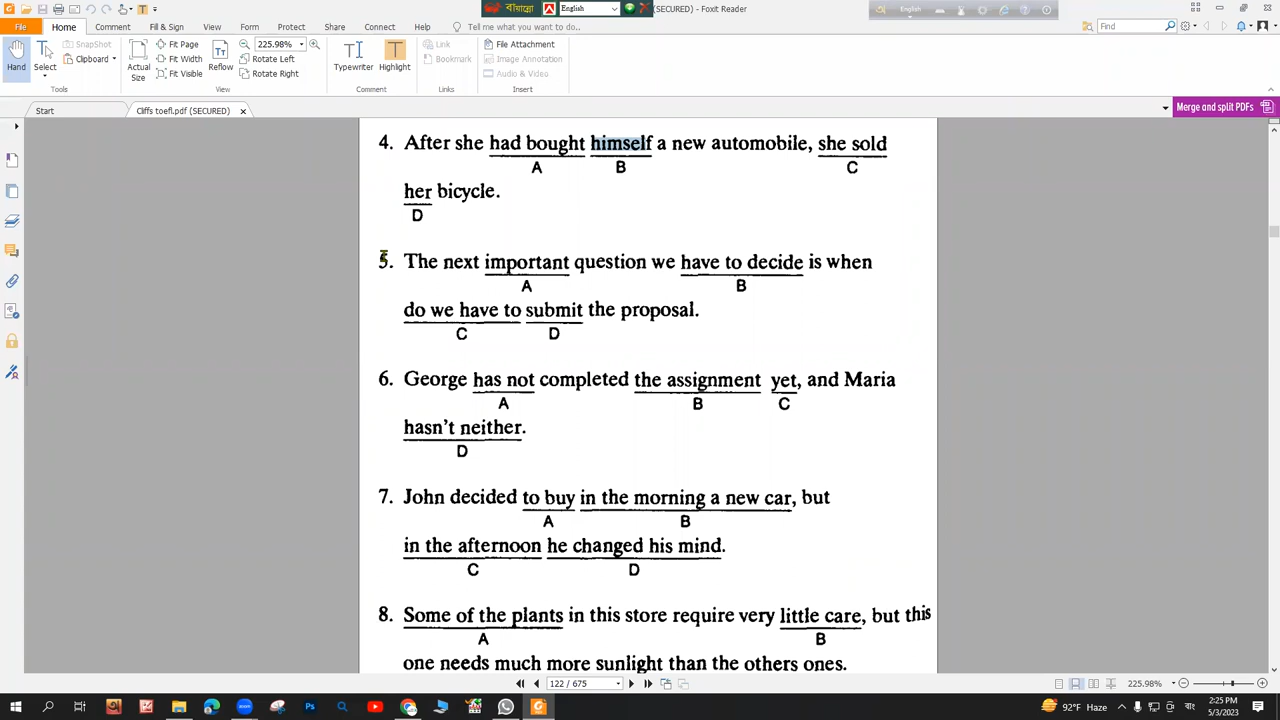 বায়ান্নো English (SECURED) - Foxit Reader English
File Home Comment Fill & Sign View Form Protect Share Connect Help Tell me what you want to do.. Find
SnapShot Fit Page 225.98% Link File Attachment
Clipboard Fit Width Rotate Left Bookmark Image Annotation
Hand Select Actual Size Fit Visible Reflow Rotate Right Typewriter Highlight Audio & Video
Tools View Comment Links Insert
Start Cliffs toefl.pdf (SECURED) Merge and split PDFs
4. After she had bought himself a new automobile, she sold
A B C
her bicycle.
D
5. The next important question we have to decide is when
A B
do we have to submit the proposal.
C D
6. George has not completed the assignment yet, and Maria
A B C
hasn't neither.
D
7. John decided to buy in the morning a new car, but
A B
in the afternoon he changed his mind.
C D
8. Some of the plants in this store require very little care, but this
A B
one needs much more sunlight than the others ones.
122 / 675 225.98%
92°F Haze 2:25 PM
5/3/2023